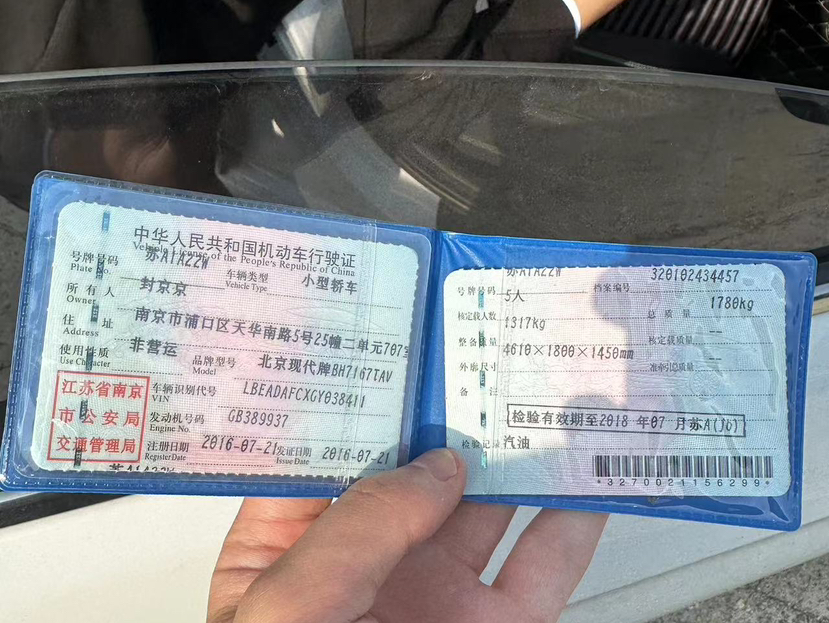 中华人民共和国机动车行驶证
Vehicle License of the People's Republic of China
号牌号码 苏A1A22W 车辆类型 小型轿车
Plate No. Vehicle Type
所有人 封京京
Owner
住址 南京市浦口区天华南路5号25幢二单元707室
Address
使用性质 非营运 品牌型号 北京现代牌BH7167TAV
Use Character Model
江苏省南京
市公安局
交通管理局
车辆识别代号 LBEADAFCXGY038411
VIN
发动机号码 GB389937
Engine No.
注册日期 2016-07-21 发证日期 2016-07-21
Register Date Issue Date
苏A1A22W
号牌号码 苏A1A22W 档案编号 320102434457
核定载人数 5人 总质量 1780kg
整备质量 1317kg 核定载质量 --
外廓尺寸 4610×1800×1450mm 准牵引总质量 --
备注
检验有效期至2018年07月苏A(JD)
检验记录 汽油
*3270021156299*